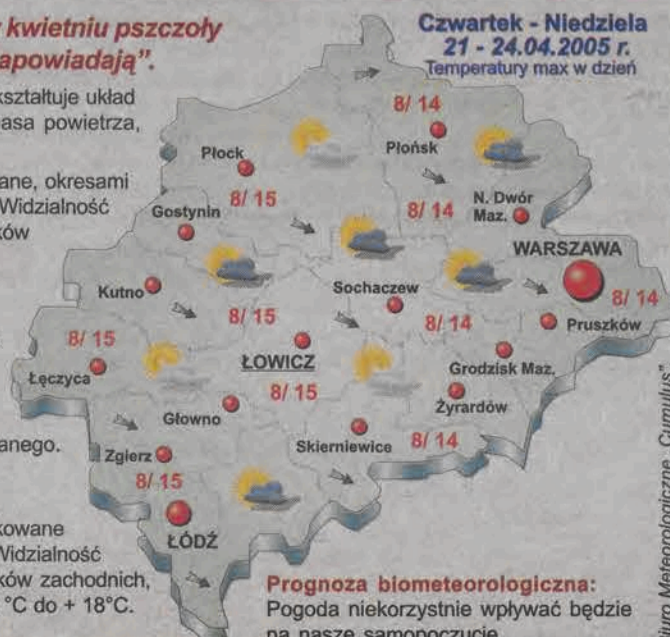 kwietniu pszczoły
apowiadają”.
kształtuje układ
asa powietrza,
ane, okresami
Widzialność
ków
anego.
kowane
Widzialność
ków zachodnich,
°C do + 18°C.
Czwartek - Niedziela
21 - 24.04.2005 r.
Temperatury max w dzień
8/ 14
Płońsk
Płock
8/ 15
Gostynin
8/ 14
N. Dwór
Maz.
WARSZAWA
Kutno
Sochaczew
8/ 14
8/ 15
8/ 14
Pruszków
8/ 15
ŁOWICZ
Grodzisk Maz.
Łęczyca
8/ 15
Żyrardów
Głowno
Skierniewice
8/ 14
Zgierz
8/ 15
ŁÓDŹ
Prognoza biometeorologiczna:
Pogoda niekorzystnie wpływać będzie
na nasze samopoczucie
Meteorologiczne „Cumulus”